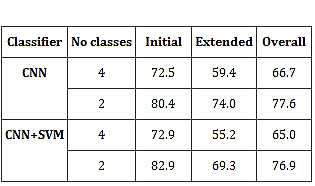 Classifier No classes Initial Extended Overall
CNN 4 72.5 59.4 66.7
2 80.4 74.0 77.6
CNN+SVM 4 72.9 55.2 65.0
2 82.9 69.3 76.9